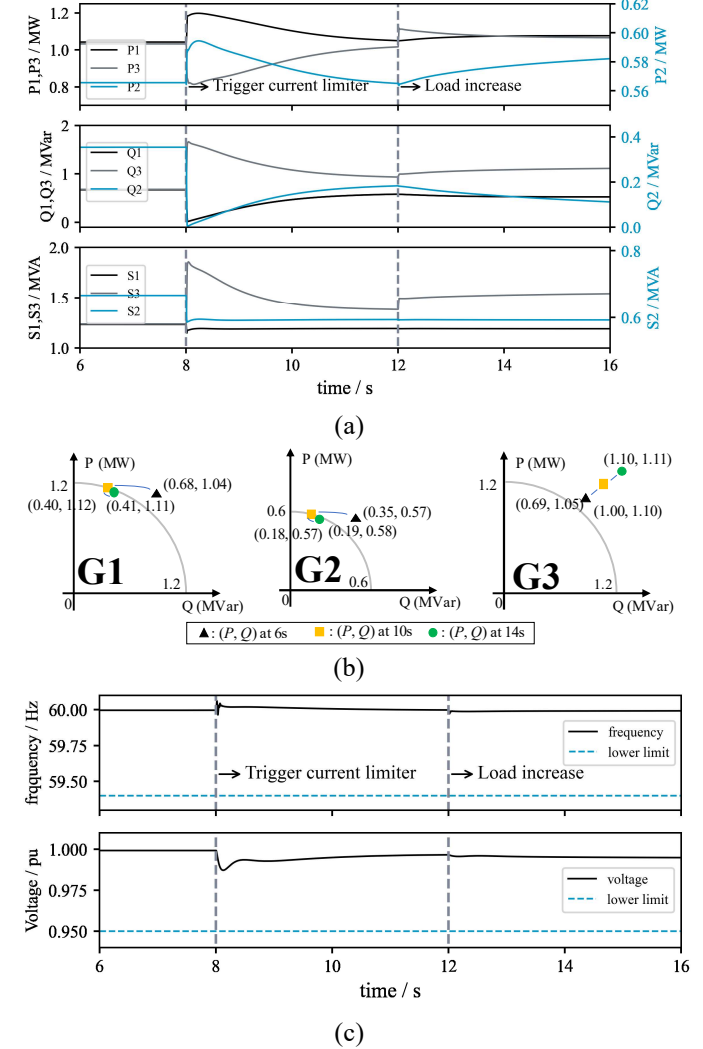 P1,P3 / MW
1.2
1.0
0.8
P1
P3
P2
Trigger current limiter
Load increase
0.62
0.60
0.58
0.56
P2 / MW
Q1,Q3 / MVar
2
1
0
Q1
Q3
Q2
0.4
0.2
0.0
Q2 / MVar
S1,S3 / MVA
2.0
1.5
1.0
S1
S3
S2
0.8
0.6
S2 / MVA
6 8 10 12 14 16
time / s
(a)
P (MW)
1.2
(0.68, 1.04)
(0.40, 1.12)
(0.41, 1.11)
G1
1.2
0
Q (MVar)
P (MW)
0.6
(0.35, 0.57)
(0.18, 0.57)
(0.19, 0.58)
G2
0.6
0
Q (MVar)
P (MW)
1.2
(1.10, 1.11)
(0.69, 1.05)
(1.00, 1.10)
G3
1.2
0
Q (MVar)
▲: (P, Q) at 6s ■: (P, Q) at 10s ●: (P, Q) at 14s
(b)
frqquency / Hz
60.00
59.75
59.50
Trigger current limiter
Load increase
frequency
lower limit
Voltage / pu
1.000
0.975
0.950
voltage
lower limit
6 8 10 12 14 16
time / s
(c)